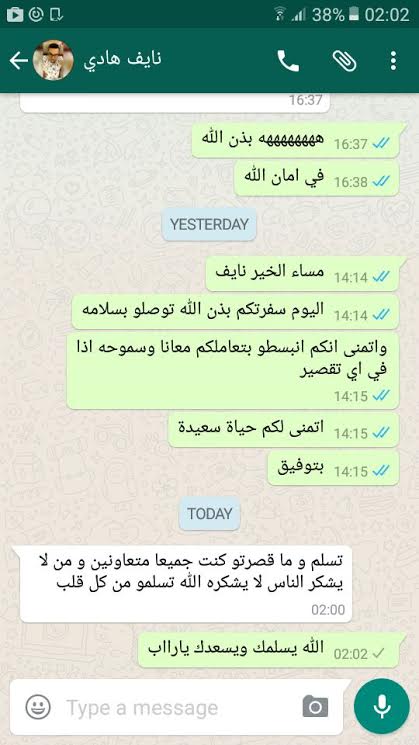 38% 02:02
نايف هادي
16:37
هههههههههه بذن الله
16:37
في امان الله
16:38
YESTERDAY
مساء الخير نايف
14:14
اليوم سفرتكم بذن الله توصلو بسلامه
14:14
واتمنى انكم انبسطو بتعاملكم معانا وسموحه اذا
في اي تقصير
14:15
اتمنى لكم حياة سعيدة
14:15
بتوفيق
14:15
TODAY
تسلم و ما قصرتو كنت جميعا متعاونين و من لا
يشكر الناس لا يشكره الله تسلمو من كل قلب
02:00
الله يسلمك ويسعدك يارااب
02:02
Type a message